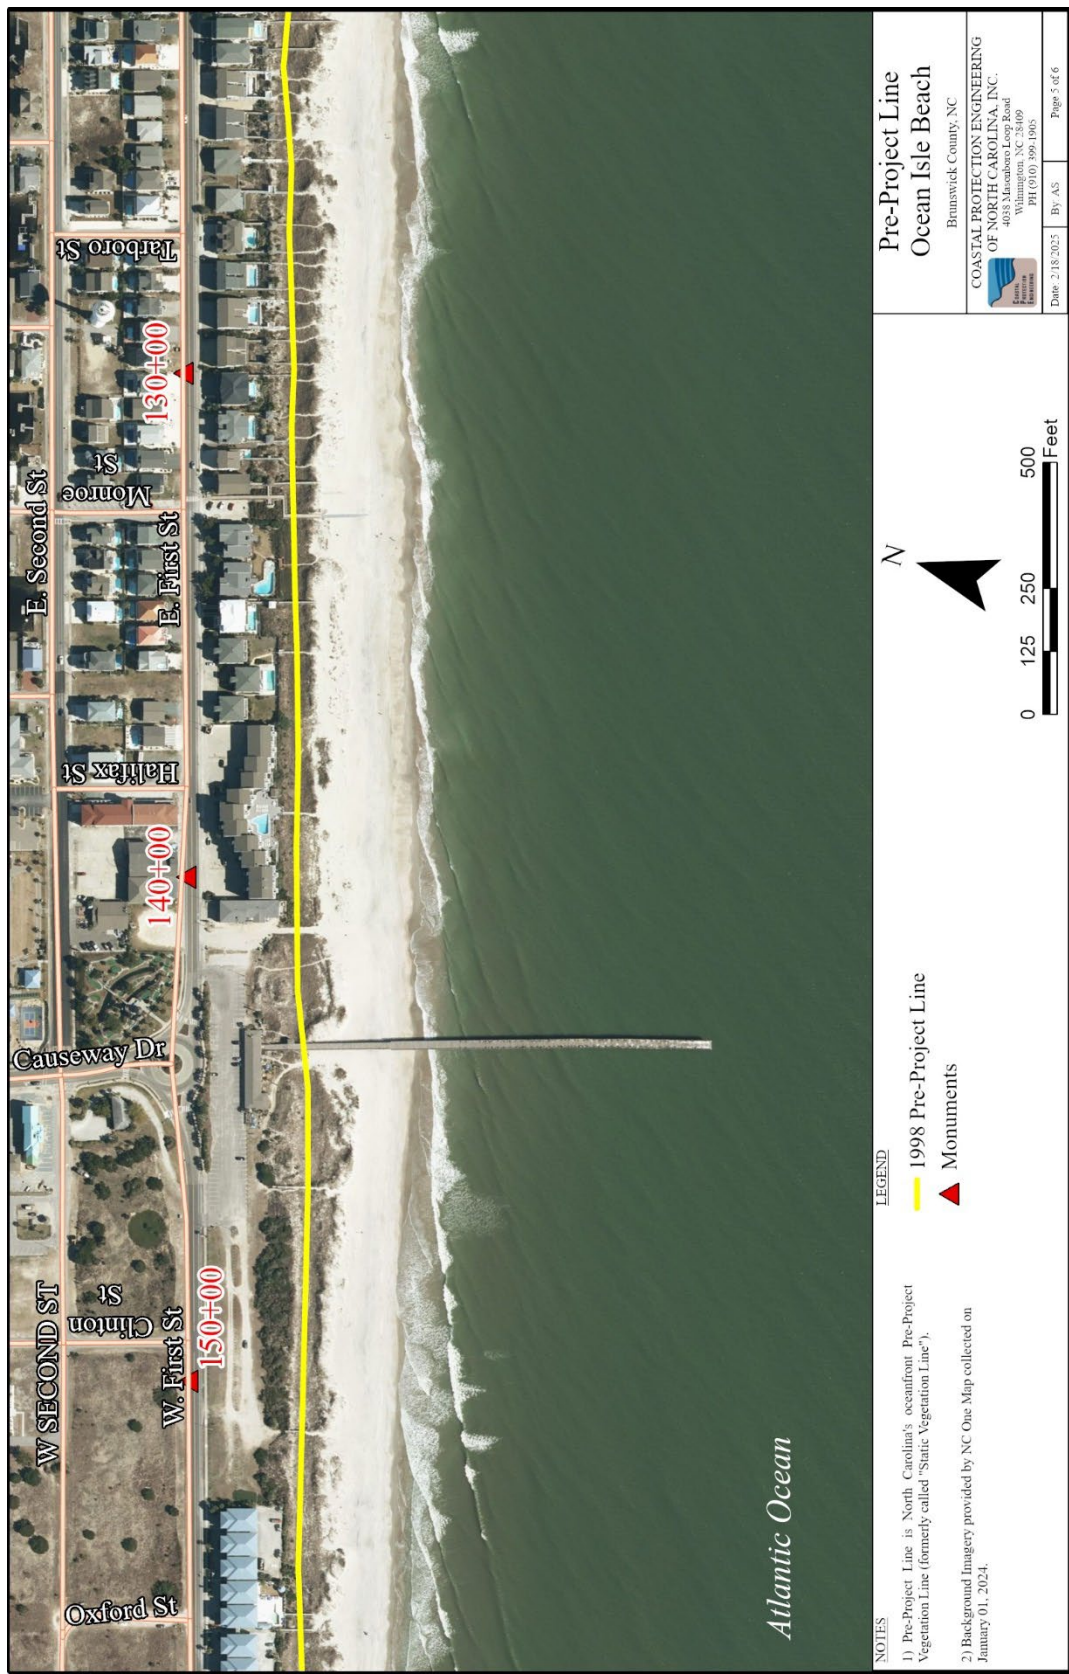 W SECOND ST
E. Second St
Oxford St
Clinton
St
Causeway Dr
Halifax St
Monroe
St
Tarboro St
W. First St
E. First St
150+00
140+00
130+00
Atlantic Ocean
NOTES
1) Pre-Project Line is North Carolina's oceanfront Pre-Project
Vegetation Line (formerly called "Static Vegetation Line").
2) Background Imagery provided by NC One Map collected on
January 01, 2024.
LEGEND
1998 Pre-Project Line
Monuments
N
0 125 250 500
Feet
Pre-Project Line
Ocean Isle Beach
Brunswick County, NC
COASTAL PROTECTION ENGINEERING
OF NORTH CAROLINA, INC.
4038 Masonboro Loop Road
Wilmington, NC 28409
PH (910) 399-1905
COASTAL
PROTECTION
ENGINEERING
Date: 2/18/2025
By: AS
Page 5 of 6